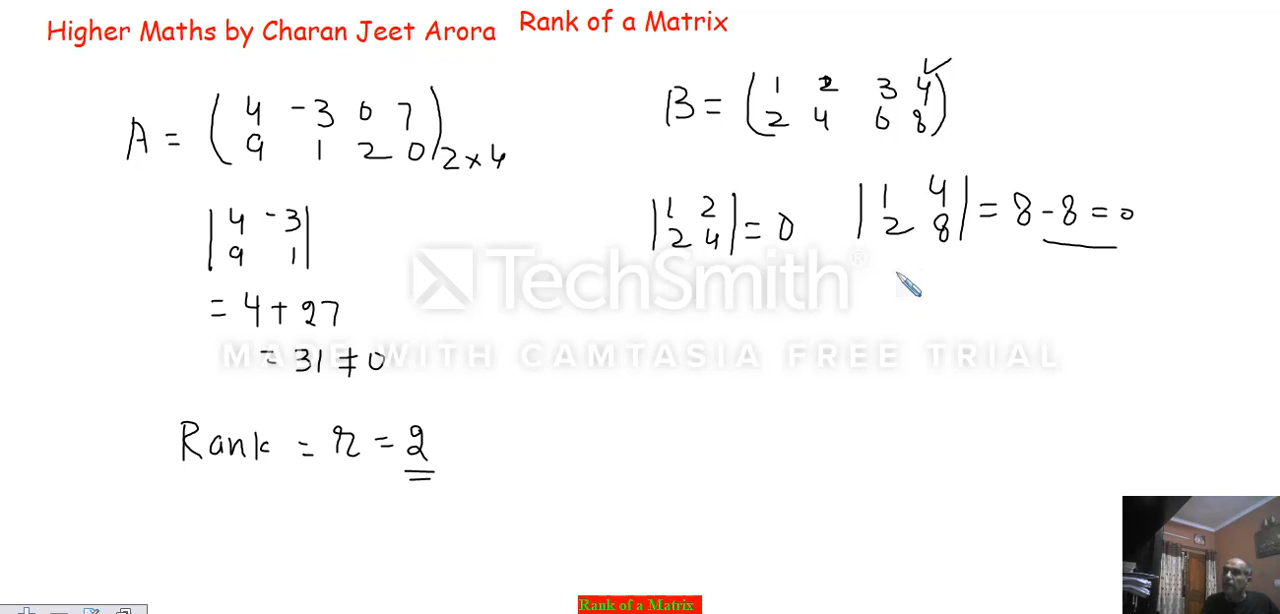 Higher Maths by Charan Jeet Arora
Rank of a Matrix
A = ( 4 -3 0 7
9 1 2 0 ) 2×4
| 4 -3
9 1 |
= 4 + 27
= 31 ≠ 0
Rank = r = 2
B = ( 1 2 3 4 ✓
2 4 6 8 )
| 1 2
2 4 | = 0
| 1 4
2 8 | = 8 - 8 = 0
TechSmith®
MADE WITH CAMTASIA FREE TRIAL
Rank of a Matrix